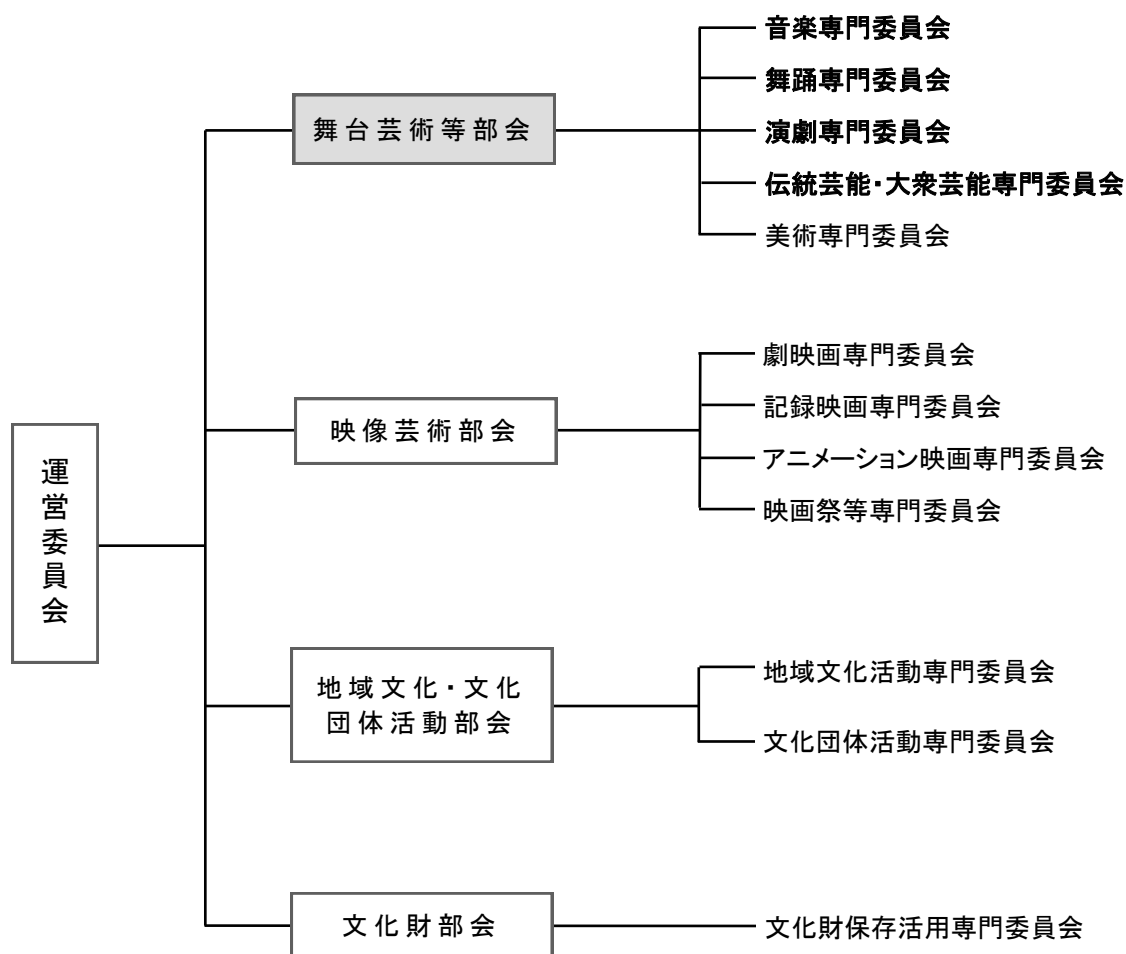 運営委員会
舞台芸術等部会
音楽専門委員会
舞踊専門委員会
演劇専門委員会
伝統芸能・大衆芸能専門委員会
美術専門委員会
映像芸術部会
劇映画専門委員会
記録映画専門委員会
アニメーション映画専門委員会
映画祭等専門委員会
地域文化・文化
団体活動部会
地域文化活動専門委員会
文化団体活動専門委員会
文化財部会
文化財保存活用専門委員会